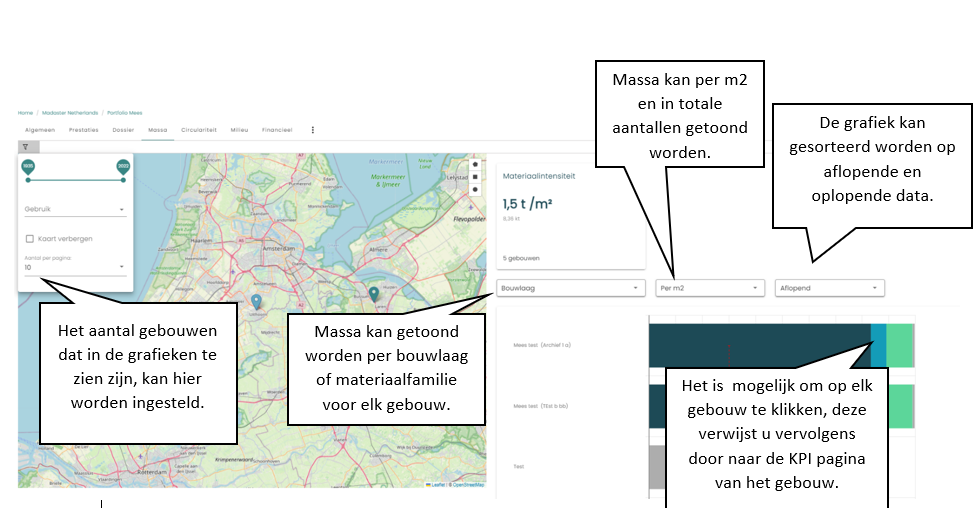 Massa kan per m2
en in totale
aantallen getoond
worden.
De grafiek kan
gesorteerd worden op
aflopende en
oplopende data.
Home / Madaster Netherlands / Portfolio Mees
Algemeen Prestaties Dossier Massa Circulariteit Milieu Financieel
Gebruik
Kaart verbergen
Aantal per pagina
10
Materiaalintensiteit
1,5 t /m²
5 gebouwen
Bouwlaag
Per m2
Aflopend
Markermeer
Markermeer
& IJmeer
Lelystad
Flevopolder
Haarlem
Amsterdam
Almere
Utrecht
Krimpenerwaard
Rotterdam
Leaflet | © OpenStreetMap
Het aantal gebouwen
dat in de grafieken te
zien zijn, kan hier
worden ingesteld.
Massa kan getoond
worden per bouwlaag
of materiaalfamilie
voor elk gebouw.
Mees test (Archief 1 a)
Mees test (TEst b bb)
Test
Het is mogelijk om op elk
gebouw te klikken, deze
verwijst u vervolgens
door naar de KPI pagina
van het gebouw.